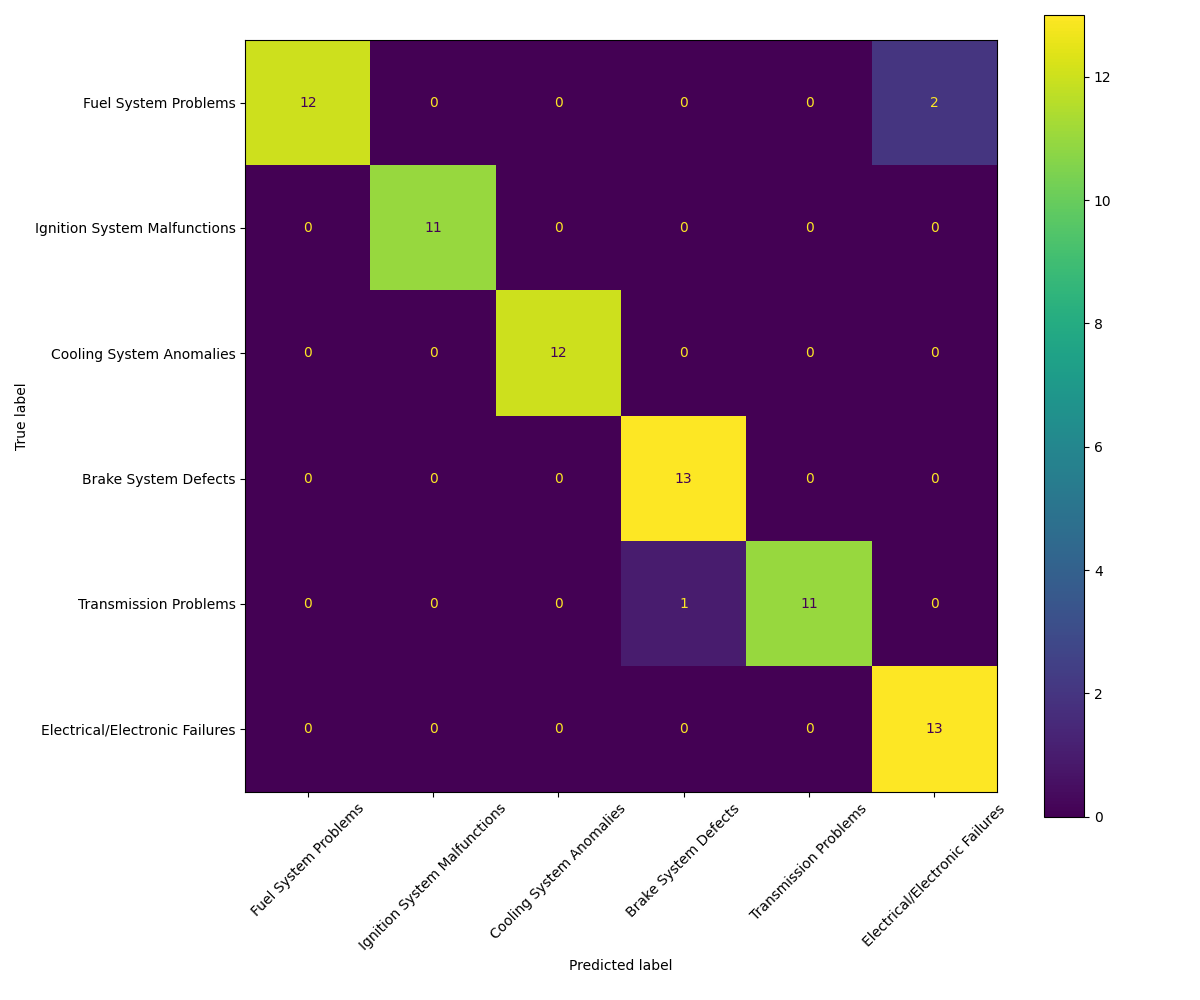 Fuel System Problems 12 0 0 0 0 2
Ignition System Malfunctions 0 11 0 0 0 0
Cooling System Anomalies 0 0 12 0 0 0
Brake System Defects 0 0 0 13 0 0
Transmission Problems 0 0 0 1 11 0
Electrical/Electronic Failures 0 0 0 0 0 13
True label
Fuel System Problems
Ignition System Malfunctions
Cooling System Anomalies
Brake System Defects
Transmission Problems
Electrical/Electronic Failures
Predicted label
12
10
8
6
4
2
0